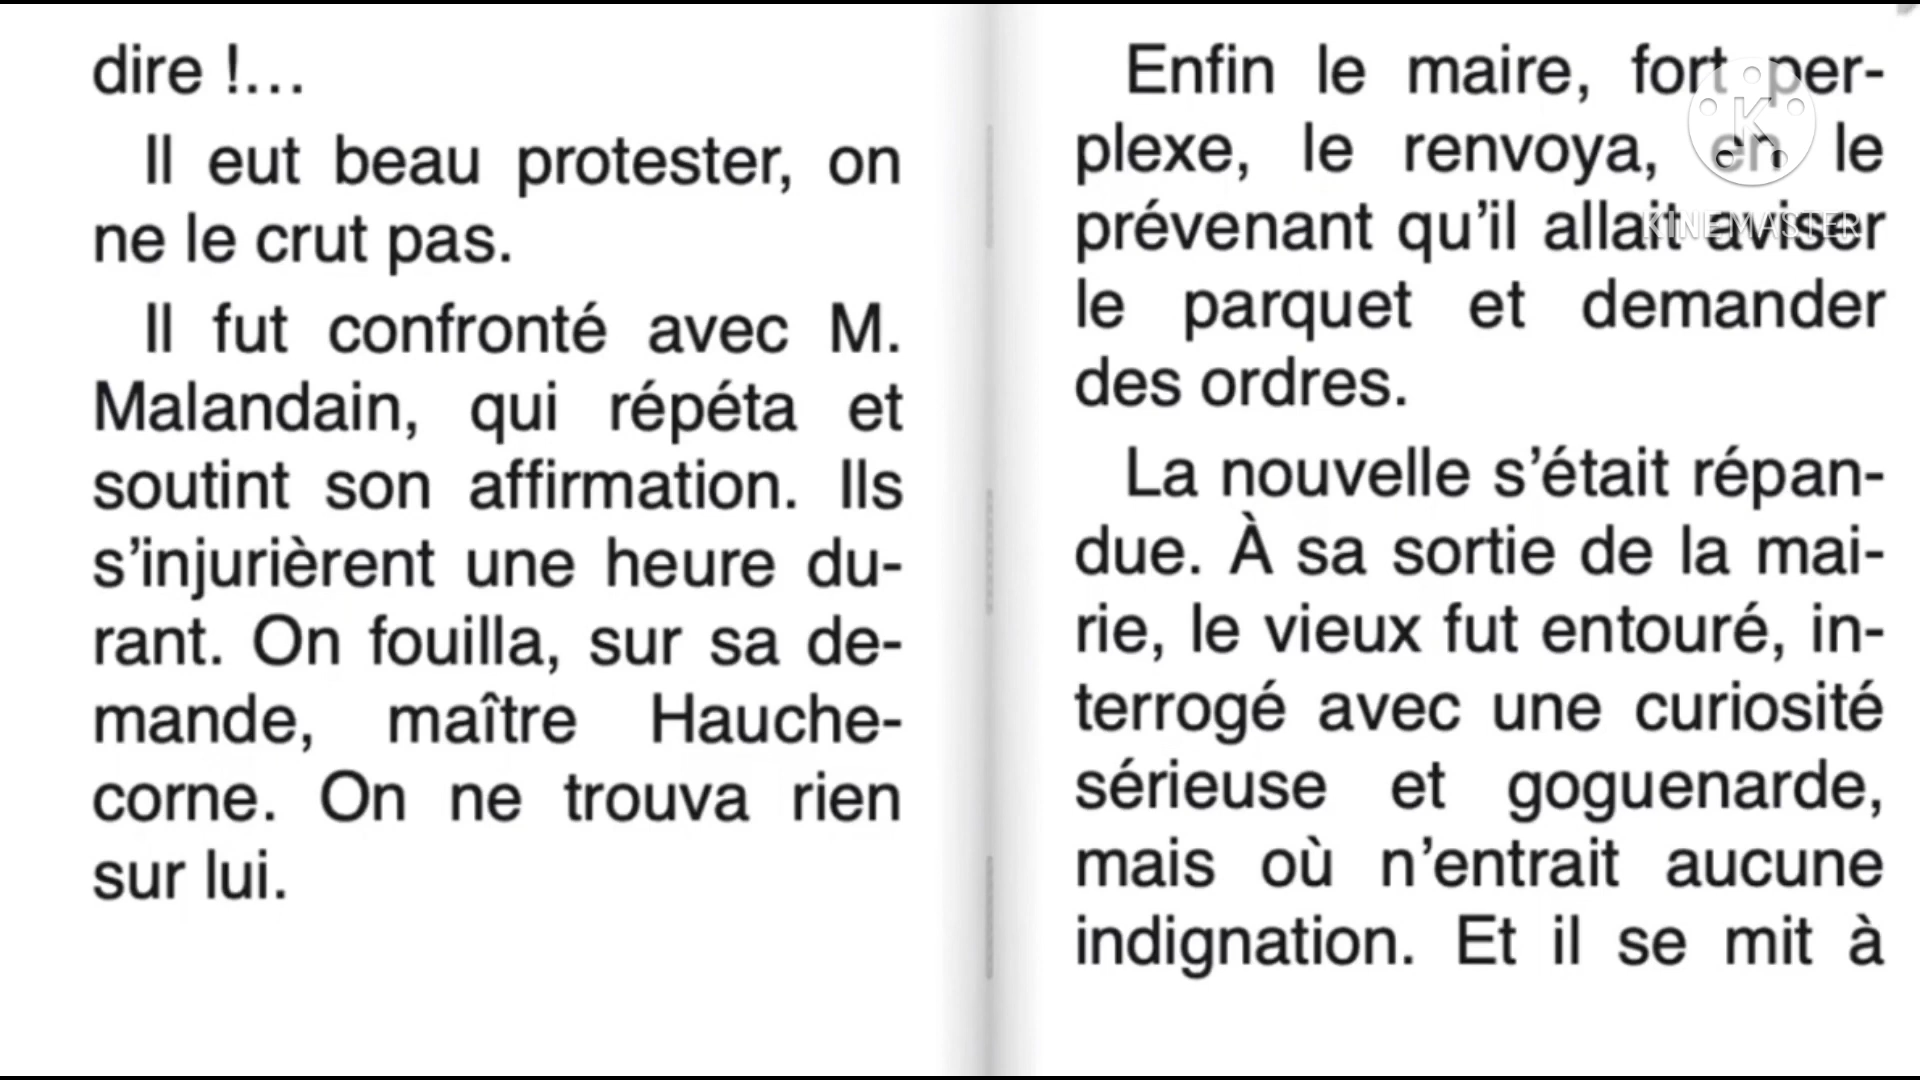 dire !…
Il eut beau protester, on
ne le crut pas.
Il fut confronté avec M.
Malandain, qui répéta et
soutint son affirmation. Ils
s’injurièrent une heure du-
rant. On fouilla, sur sa de-
mande, maître Hauche-
corne. On ne trouva rien
sur lui.
Enfin le maire, fort per-
plexe, le renvoya, en le
prévenant qu’il allait aviser
le parquet et demander
des ordres.
La nouvelle s’était répan-
due. À sa sortie de la mai-
rie, le vieux fut entouré, in-
terrogé avec une curiosité
sérieuse et goguenarde,
mais où n’entrait aucune
indignation. Et il se mit à
K
KINEMASTER